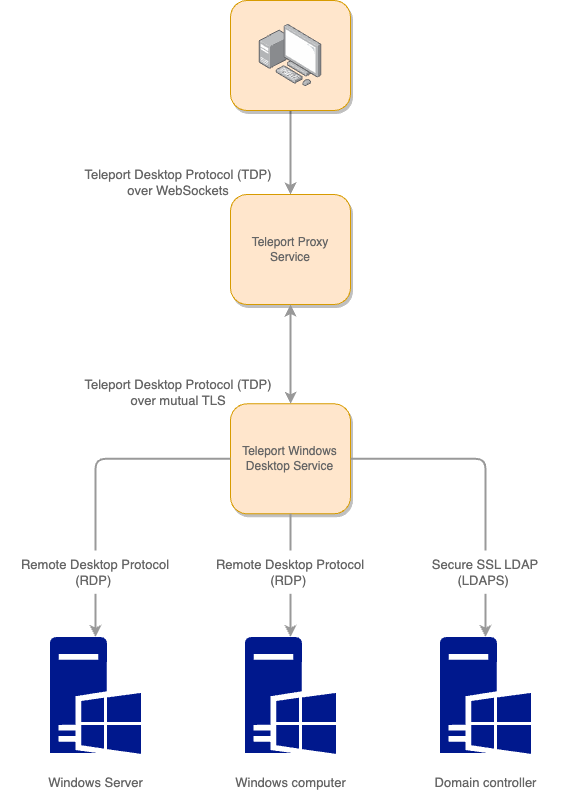 Teleport Desktop Protocol (TDP)
over WebSockets
Teleport Proxy
Service
Teleport Desktop Protocol (TDP)
over mutual TLS
Teleport Windows
Desktop Service
Remote Desktop Protocol
(RDP)
Remote Desktop Protocol
(RDP)
Secure SSL LDAP
(LDAPS)
Windows Server
Windows computer
Domain controller